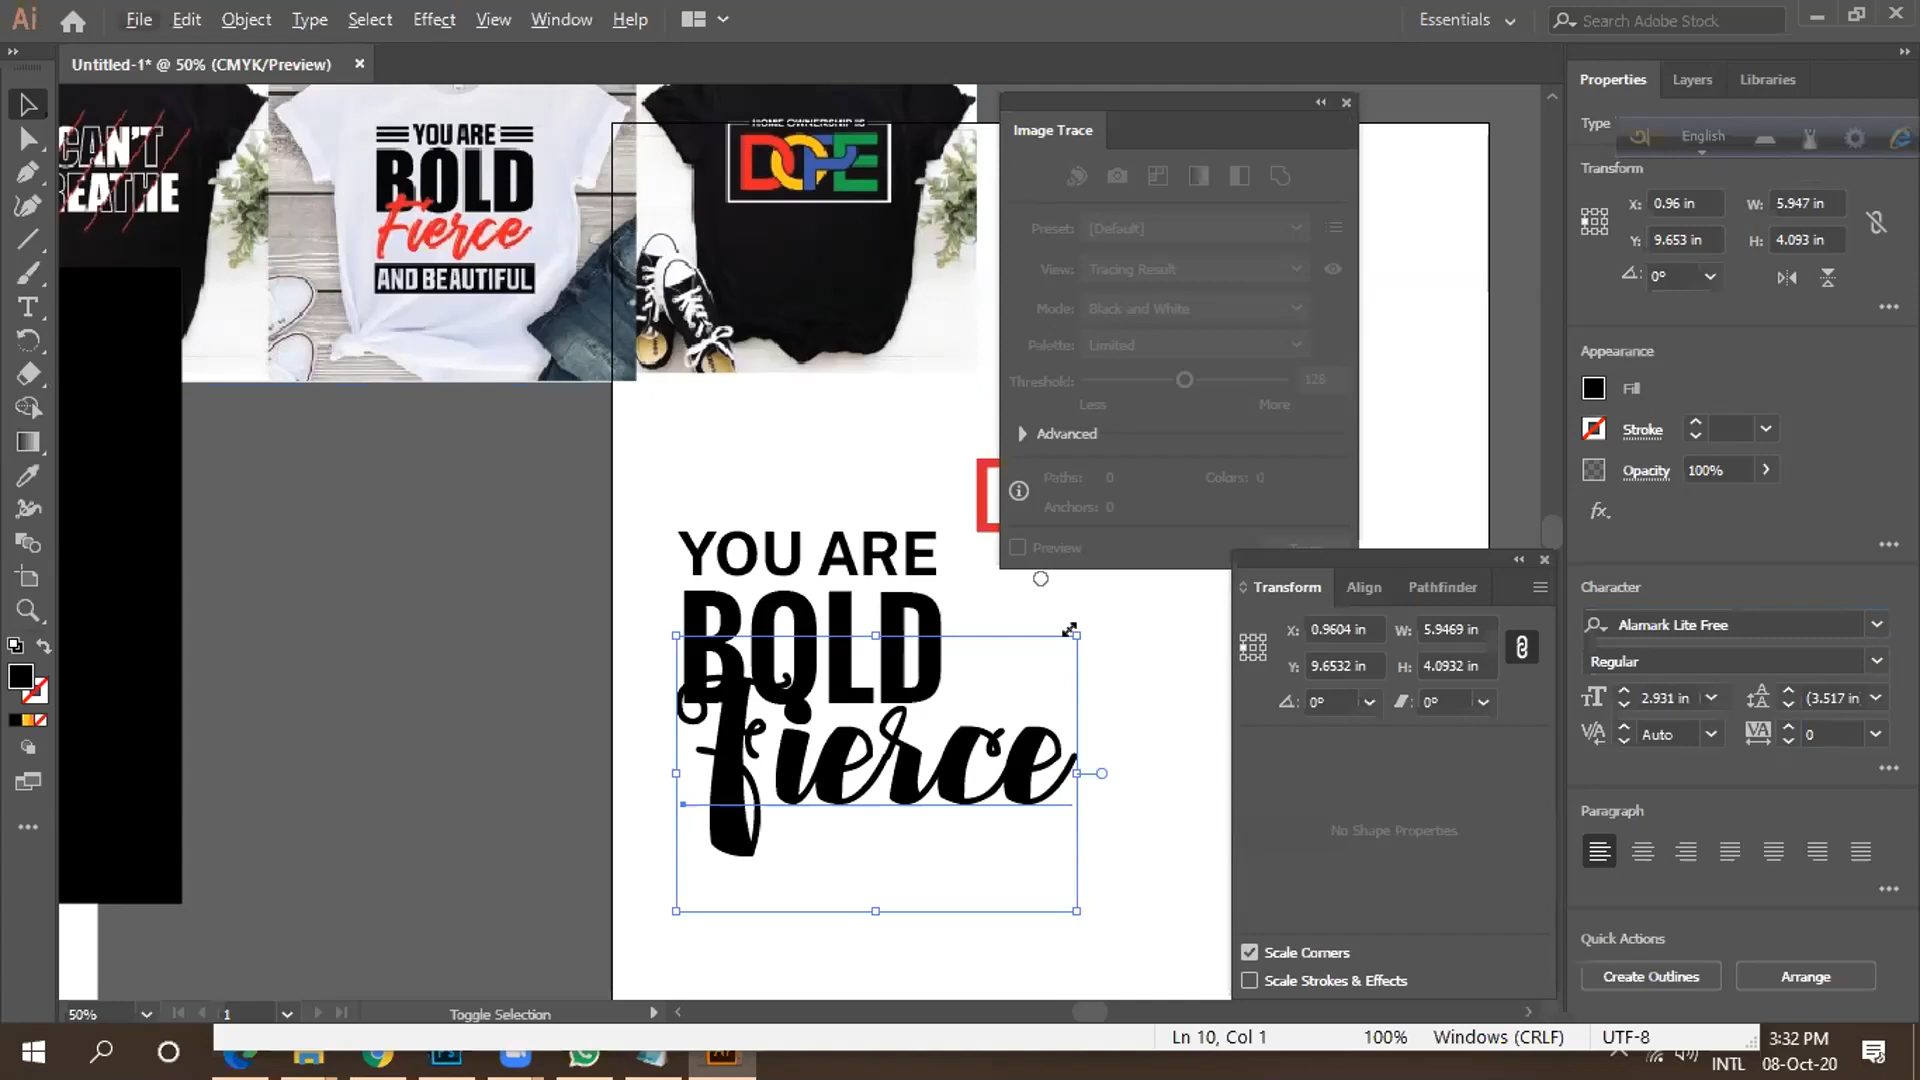 Ai File Edit Object Type Select Effect View Window Help
Essentials
Search Adobe Stock
Untitled-1* @ 50% (CMYK/Preview)
CAN'T
BREATHE
YOU ARE
BOLD
Fierce
AND BEAUTIFUL
HOME OWNERSHIP IS
DOPE
Image Trace
Preset: [Default]
View: Tracing Result
Mode: Black and White
Palette: Limited
Threshold: 128
Less More
Advanced
Paths: 0 Colors: 0
Anchors: 0
Preview
YOU ARE
BOLD
Fierce
Transform Align Pathfinder
X: 0.9604 in W: 5.9469 in
Y: 9.6532 in H: 4.0932 in
0° 0°
No Shape Properties
Scale Corners
Scale Strokes & Effects
Properties Layers Libraries
Type
English
Transform
X: 0.96 in W: 5.947 in
Y: 9.653 in H: 4.093 in
0°
Appearance
Fill
Stroke
Opacity 100%
fx
Character
Alamark Lite Free
Regular
2.931 in (3.517 in
Auto 0
Paragraph
Quick Actions
Create Outlines Arrange
50% 1 Toggle Selection
Ln 10, Col 1 100% Windows (CRLF) UTF-8
3:32 PM
INTL 08-Oct-20